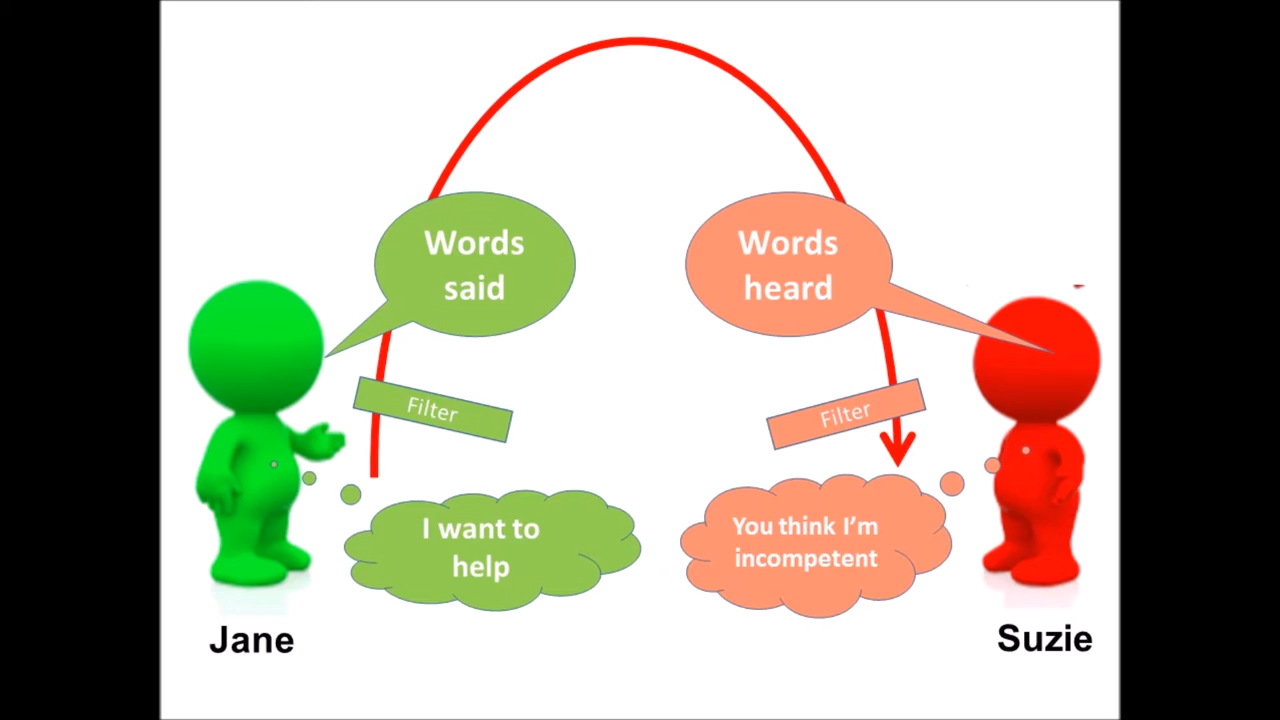 Words
said
Words
heard
Filter
Filter
I want to
help
You think I'm
incompetent
Jane
Suzie